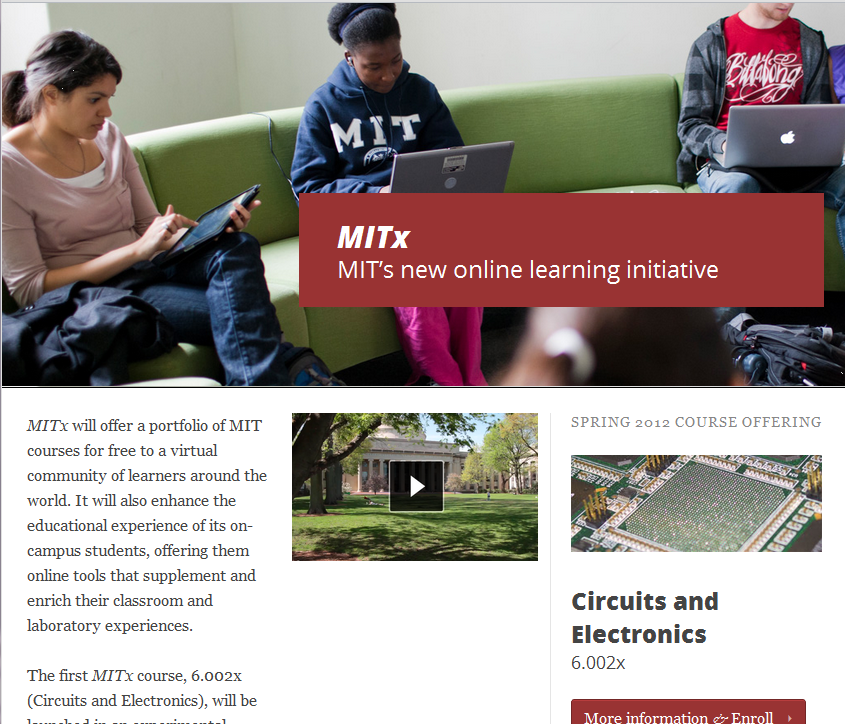 Billabong
MIT
MITx
MIT's new online learning initiative
MITx will offer a portfolio of MIT
courses for free to a virtual
community of learners around the
world. It will also enhance the
educational experience of its on-
campus students, offering them
online tools that supplement and
enrich their classroom and
laboratory experiences.
The first MITx course, 6.002x
(Circuits and Electronics), will be
launched in an experimental
SPRING 2012 COURSE OFFERING
Circuits and
Electronics
6.002x
More information & Enroll